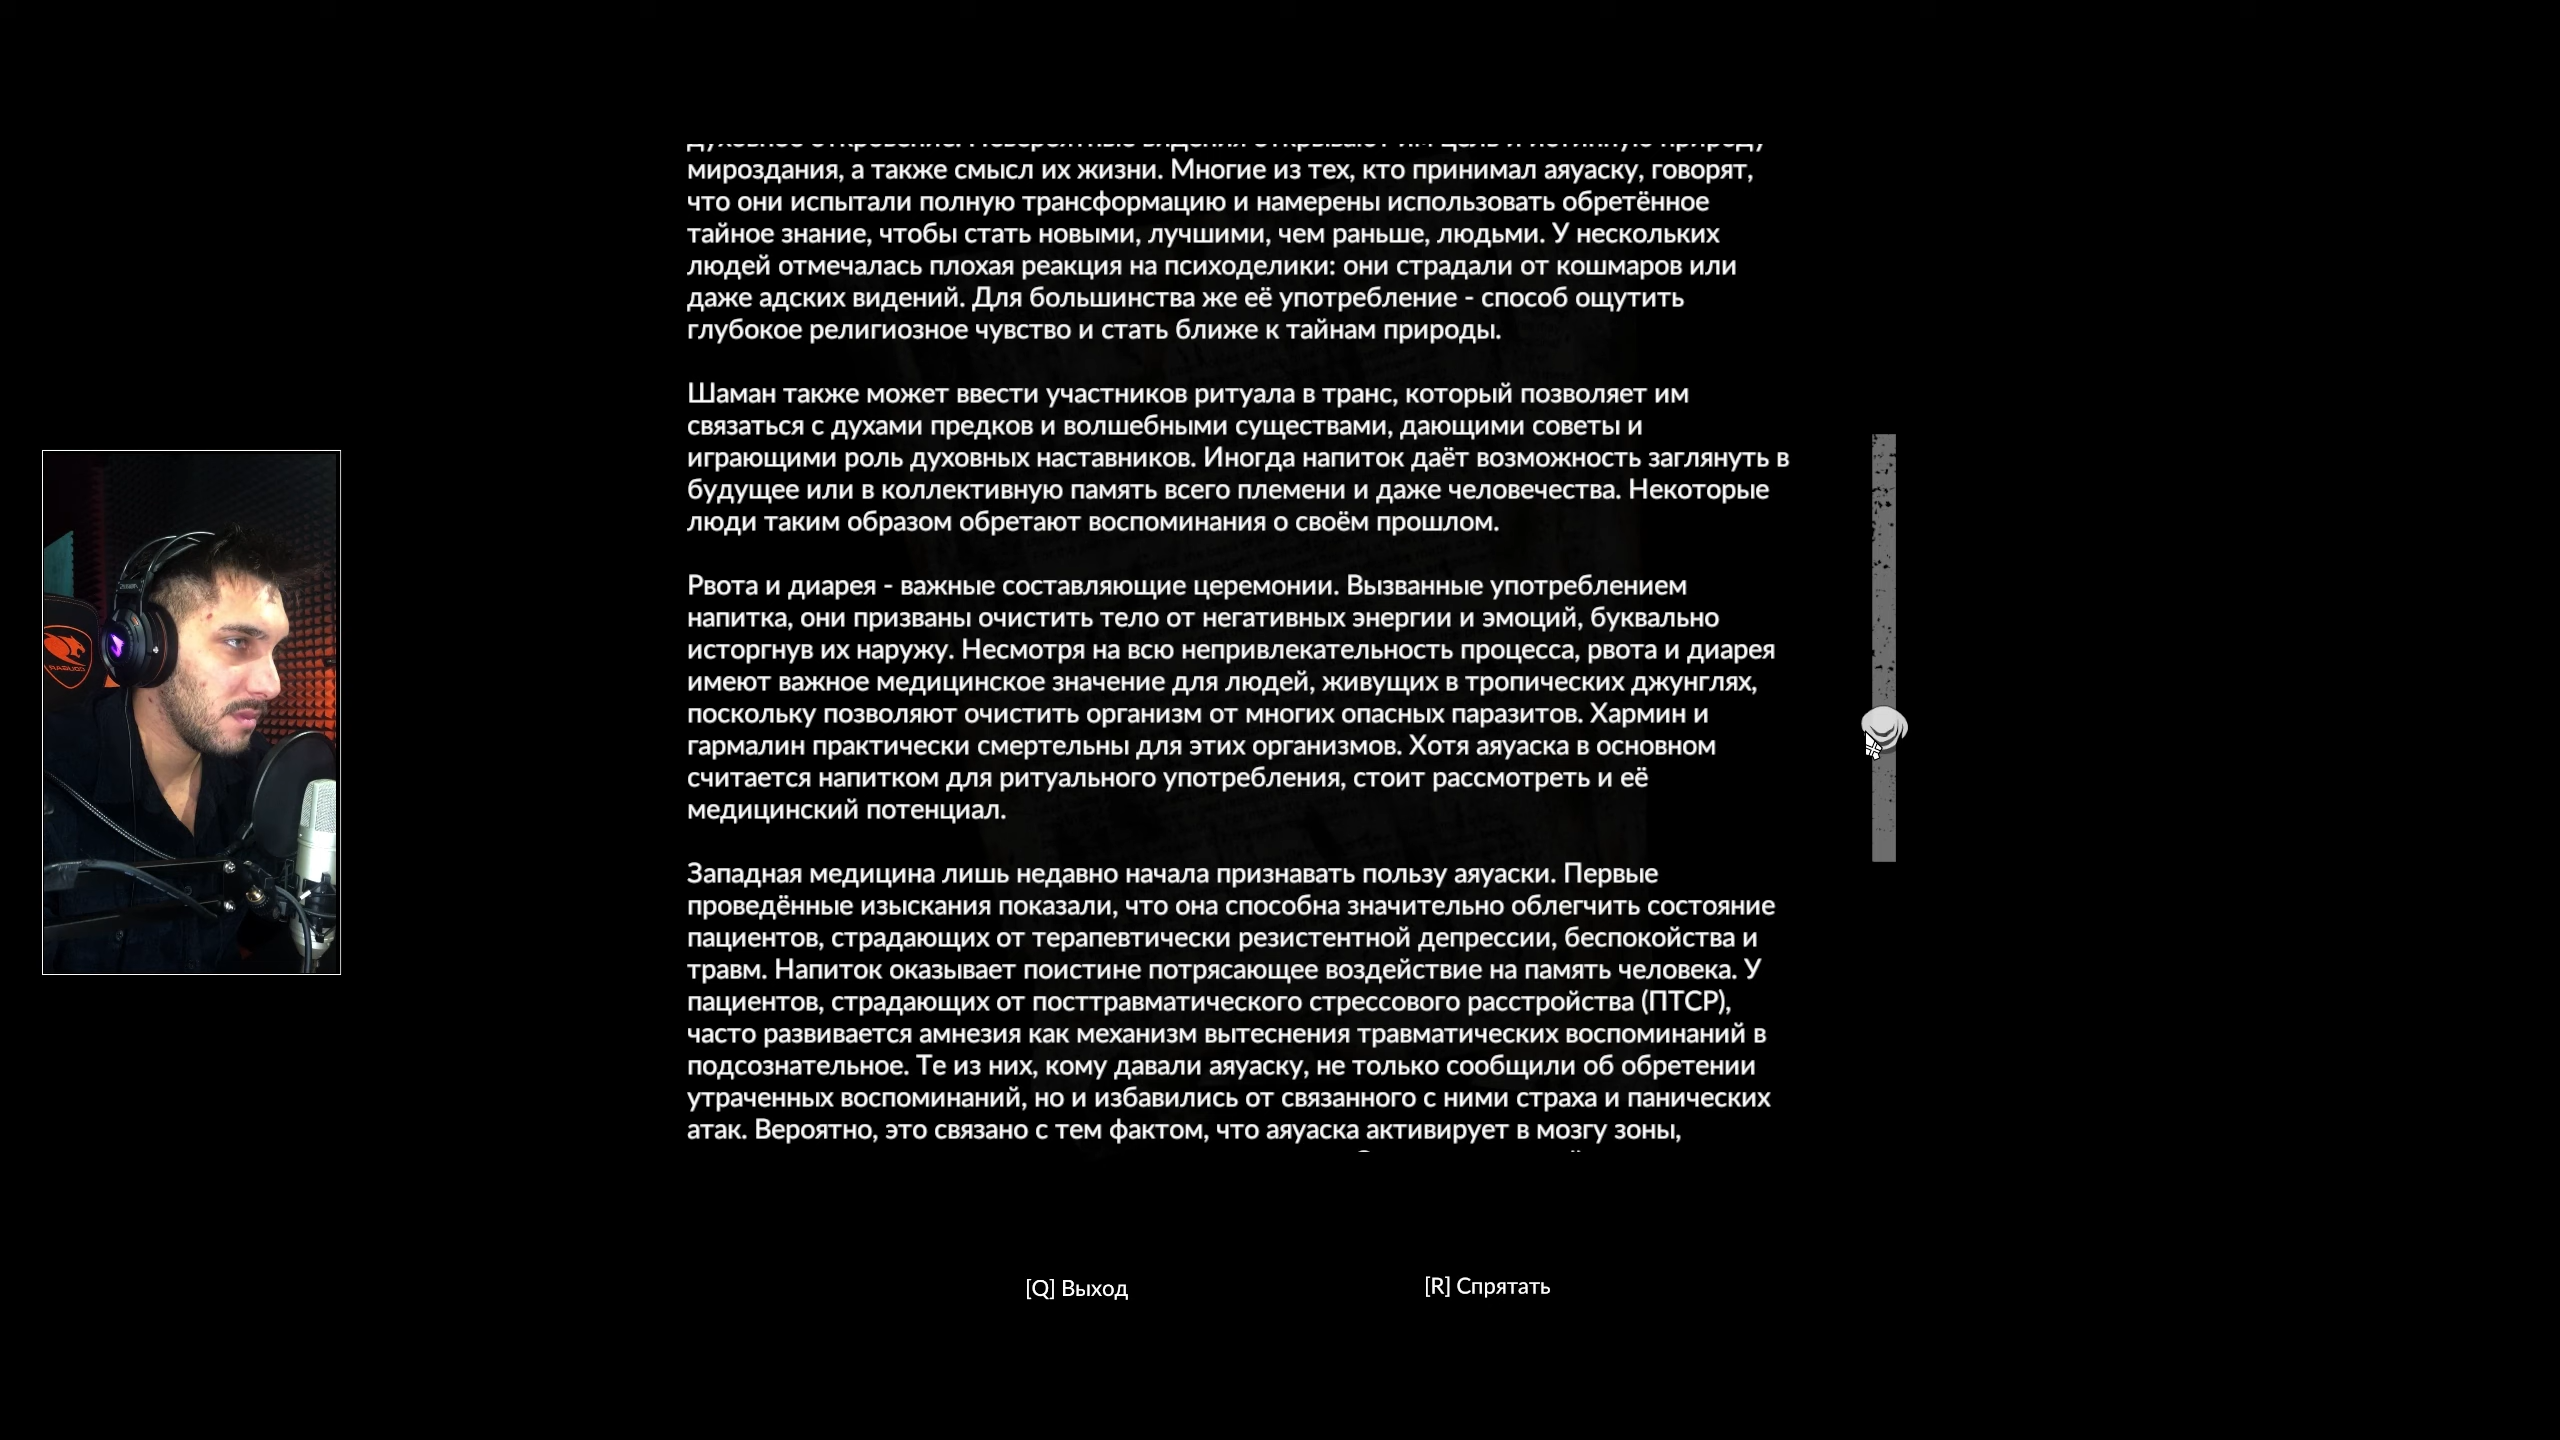 духовное откровение. Невероятные видения открывают им цель и истинную природу
мироздания, а также смысл их жизни. Многие из тех, кто принимал аяуаску, говорят,
что они испытали полную трансформацию и намерены использовать обретённое
тайное знание, чтобы стать новыми, лучшими, чем раньше, людьми. У нескольких
людей отмечалась плохая реакция на психоделики: они страдали от кошмаров или
даже адских видений. Для большинства же её употребление - способ ощутить
глубокое религиозное чувство и стать ближе к тайнам природы.
Шаман также может ввести участников ритуала в транс, который позволяет им
связаться с духами предков и волшебными существами, дающими советы и
играющими роль духовных наставников. Иногда напиток даёт возможность заглянуть в
будущее или в коллективную память всего племени и даже человечества. Некоторые
люди таким образом обретают воспоминания о своём прошлом.
Рвота и диарея - важные составляющие церемонии. Вызванные употреблением
напитка, они призваны очистить тело от негативных энергии и эмоций, буквально
исторгнув их наружу. Несмотря на всю непривлекательность процесса, рвота и диарея
имеют важное медицинское значение для людей, живущих в тропических джунглях,
поскольку позволяют очистить организм от многих опасных паразитов. Хармин и
гармалин практически смертельны для этих организмов. Хотя аяуаска в основном
считается напитком для ритуального употребления, стоит рассмотреть и её
медицинский потенциал.
Западная медицина лишь недавно начала признавать пользу аяуаски. Первые
проведённые изыскания показали, что она способна значительно облегчить состояние
пациентов, страдающих от терапевтически резистентной депрессии, беспокойства и
травм. Напиток оказывает поистине потрясающее воздействие на память человека. У
пациентов, страдающих от посттравматического стрессового расстройства (ПТСР),
часто развивается амнезия как механизм вытеснения травматических воспоминаний в
подсознательное. Те из них, кому давали аяуаску, не только сообщили об обретении
утраченных воспоминаний, но и избавились от связанного с ними страха и панических
атак. Вероятно, это связано с тем фактом, что аяуаска активирует в мозгу зоны,
[Q] Выход
[R] Спрятать